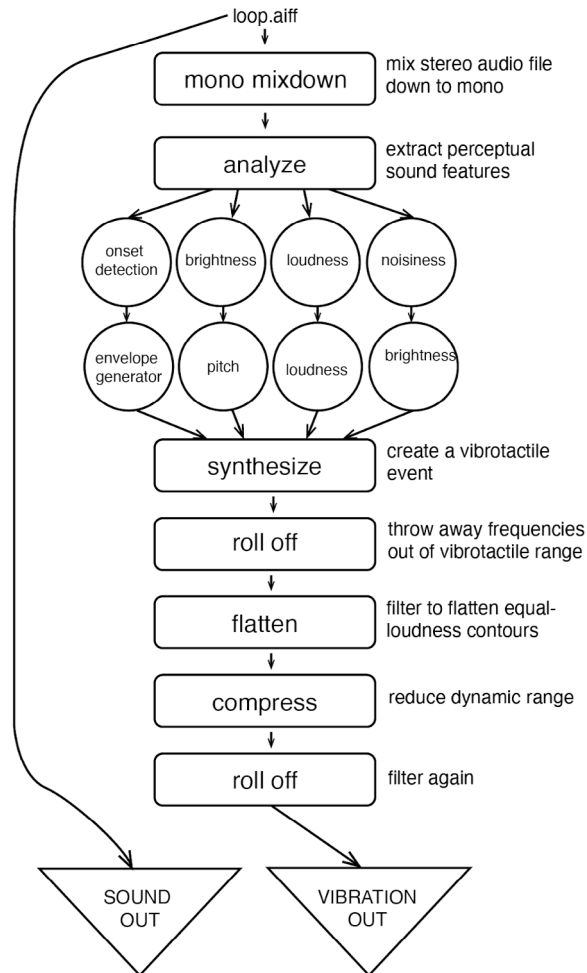 loop.aiff
mono mixdown
mix stereo audio file
down to mono
analyze
extract perceptual
sound features
onset
detection
brightness
loudness
noisiness
envelope
generator
pitch
loudness
brightness
synthesize
create a vibrotactile
event
roll off
throw away frequencies
out of vibrotactile range
flatten
filter to flatten equal-
loudness contours
compress
reduce dynamic range
roll off
filter again
SOUND
OUT
VIBRATION
OUT